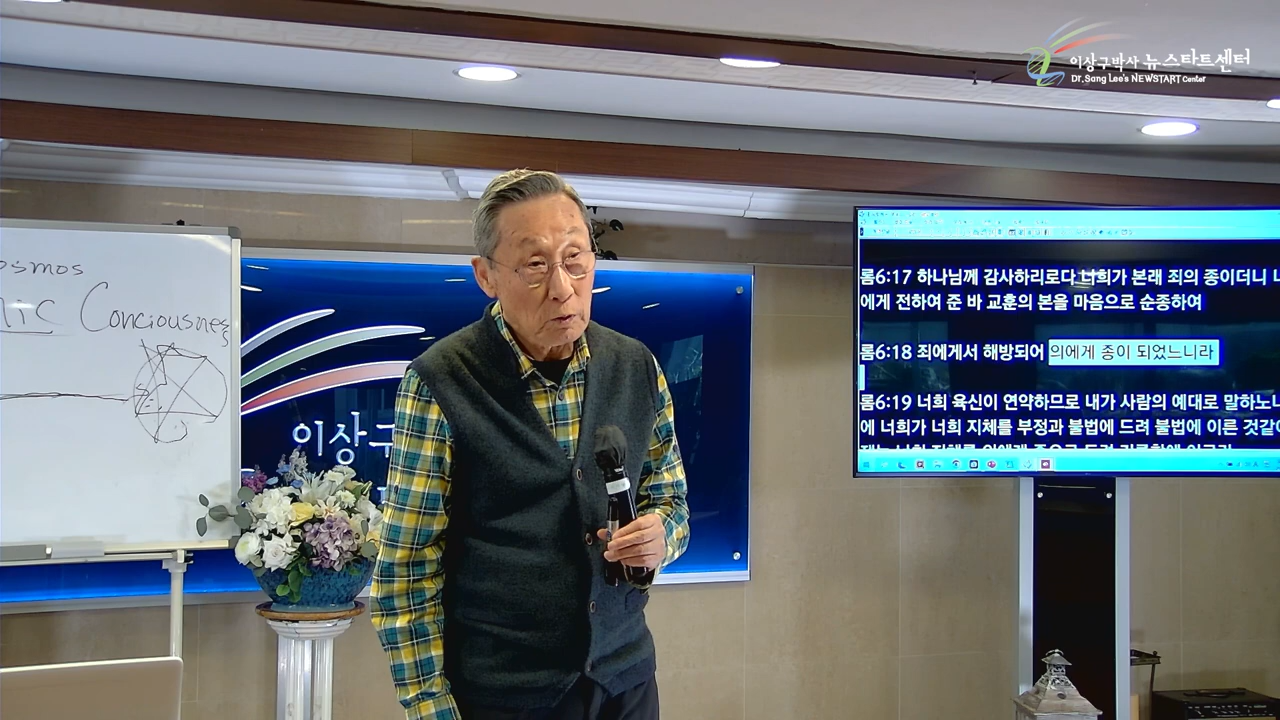 이상구박사 뉴스타트센터
Dr. Sang Lee's NEWSTART Center
osmos
mic Conciousnes
이상구
롬6:17 하나님께 감사하리로다 너희가 본래 죄의 종이더니
에게 전하여 준 바 교훈의 본을 마음으로 순종하여
롬6:18 죄에게서 해방되어 의에게 종이 되었느니라
롬6:19 너희 육신이 연약하므로 내가 사람의 예대로 말하노니
에 너희가 너희 지체를 부정과 불법에 드려 불법에 이른 것같이